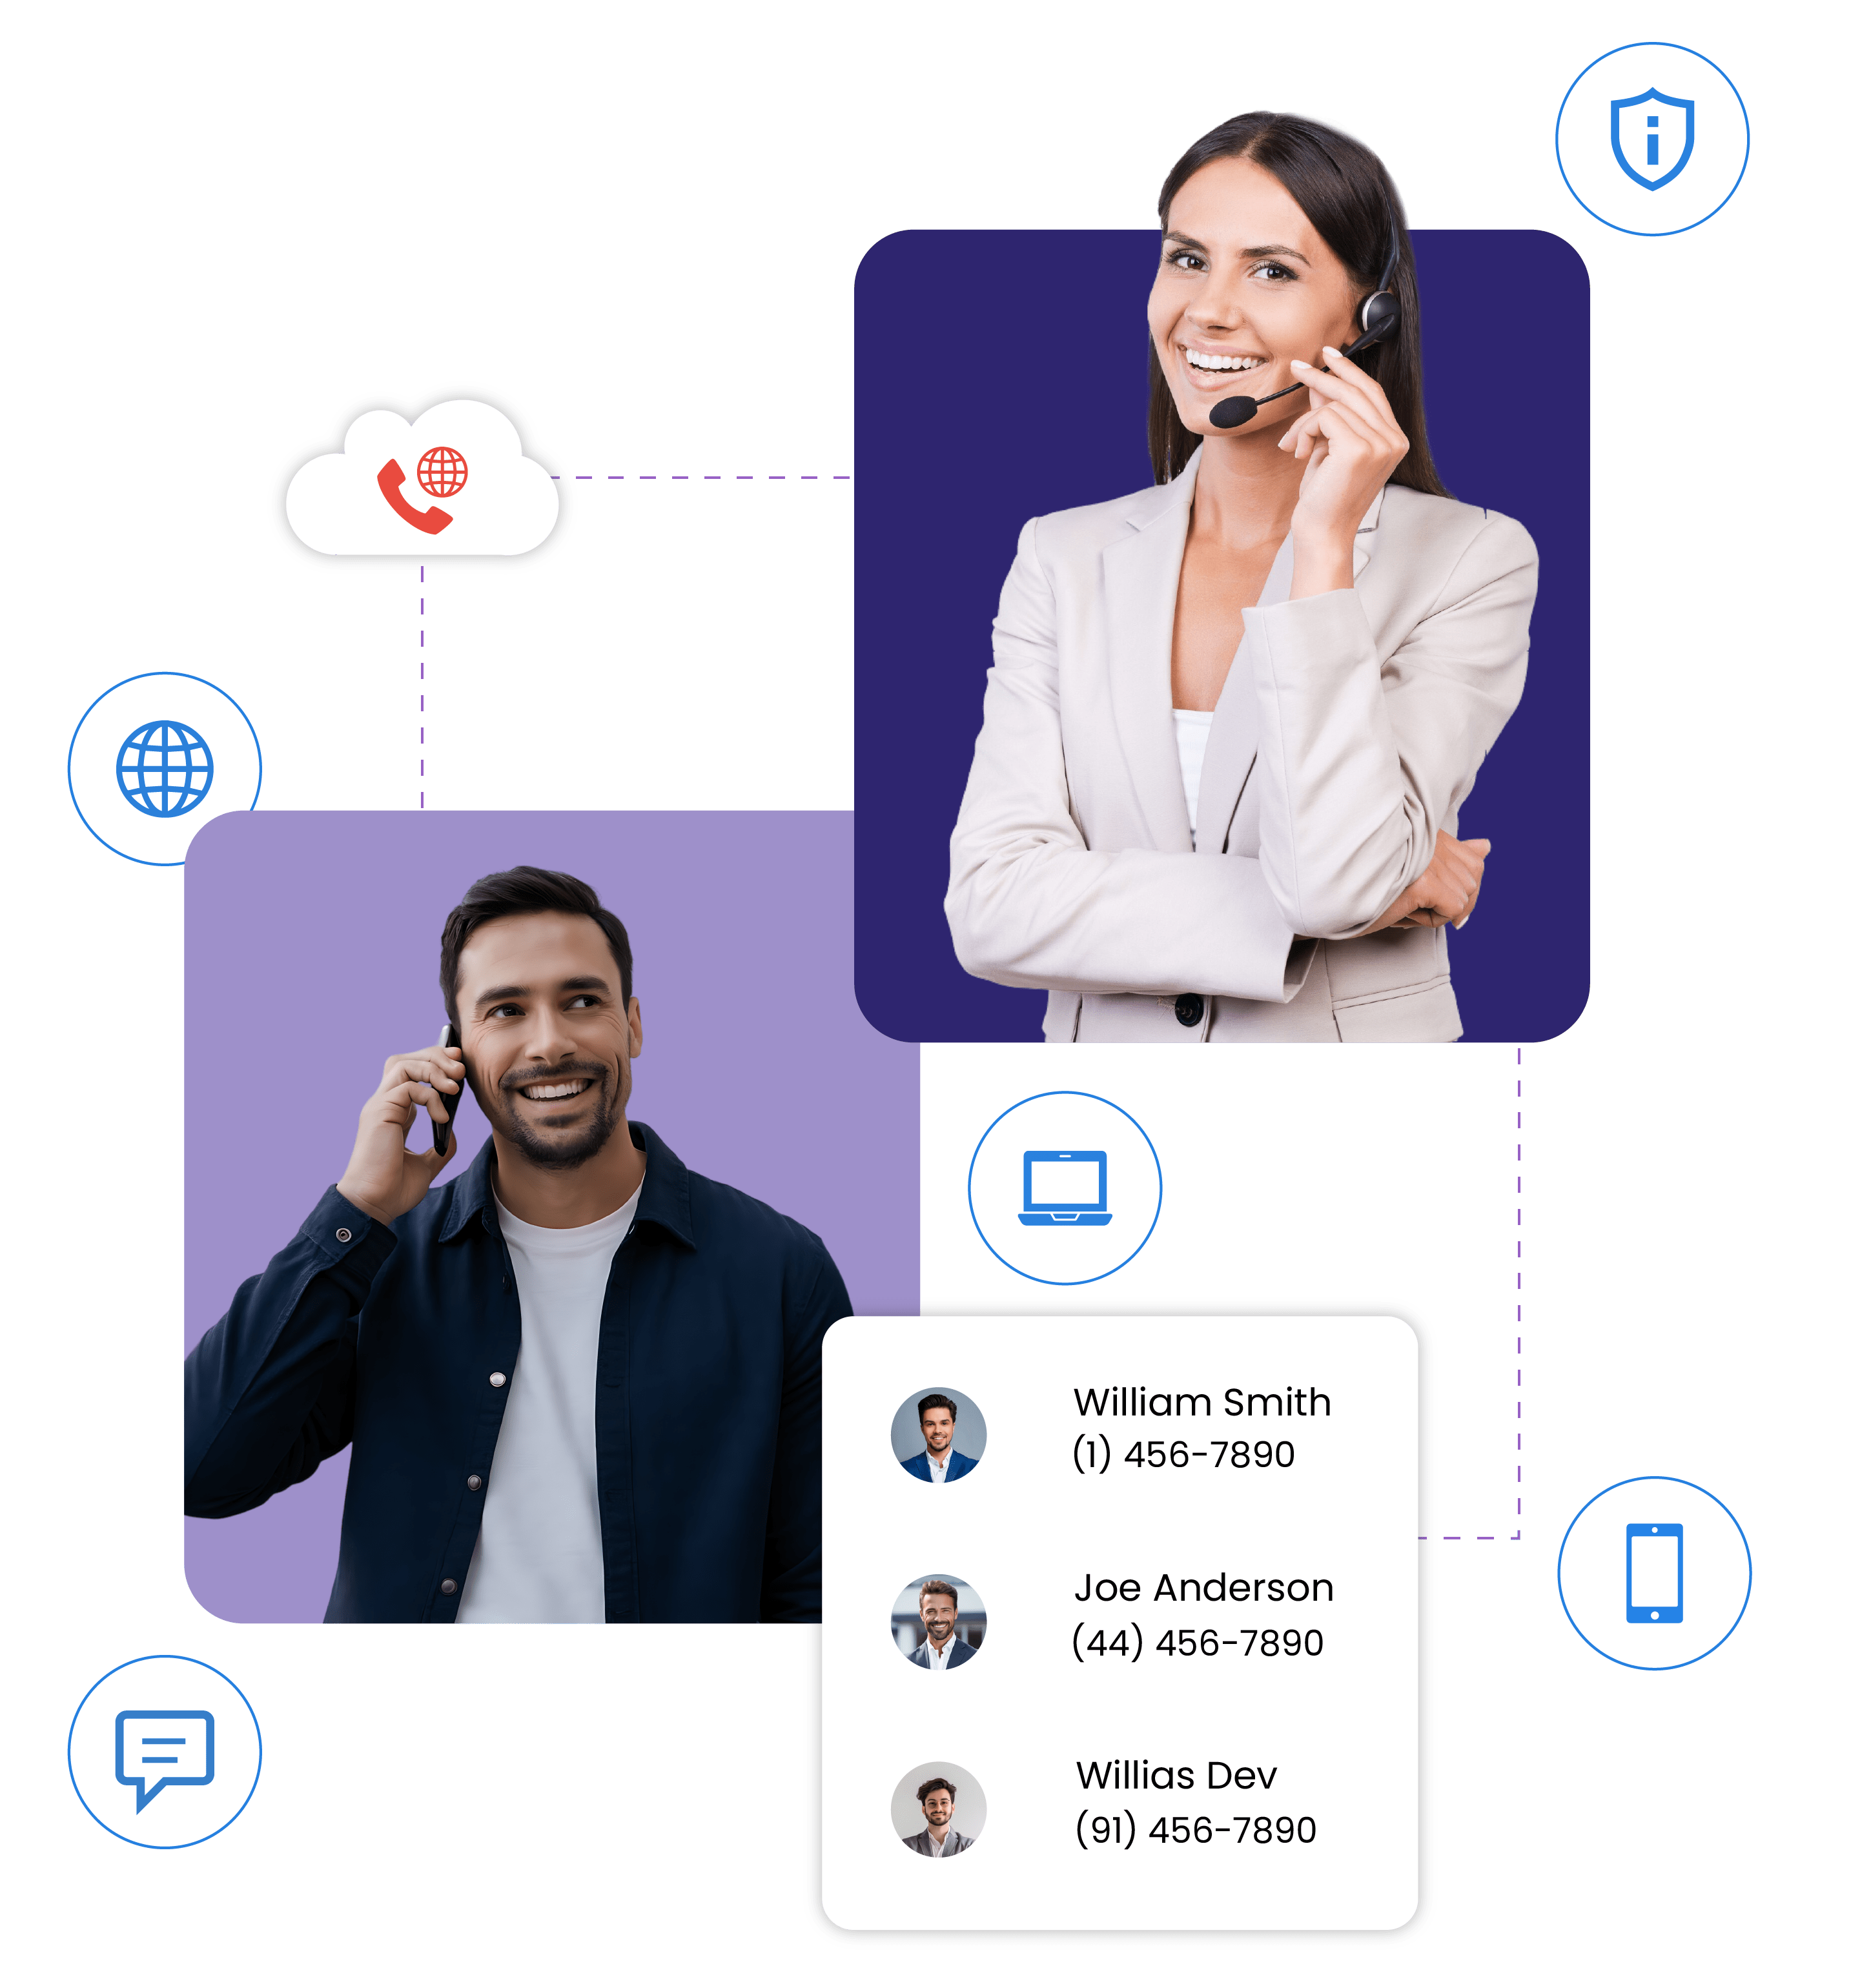 William Smith
(1) 456-7890
Joe Anderson
(44) 456-7890
Willias Dev
(91) 456-7890